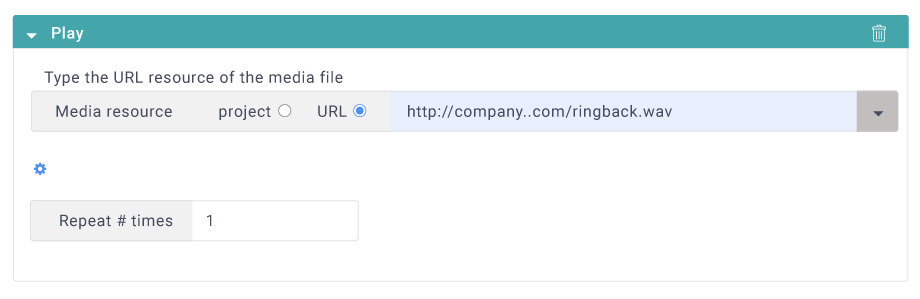 Play
Type the URL resource of the media file
Media resource project URL http://company..com/ringback.wav
Repeat # times 1